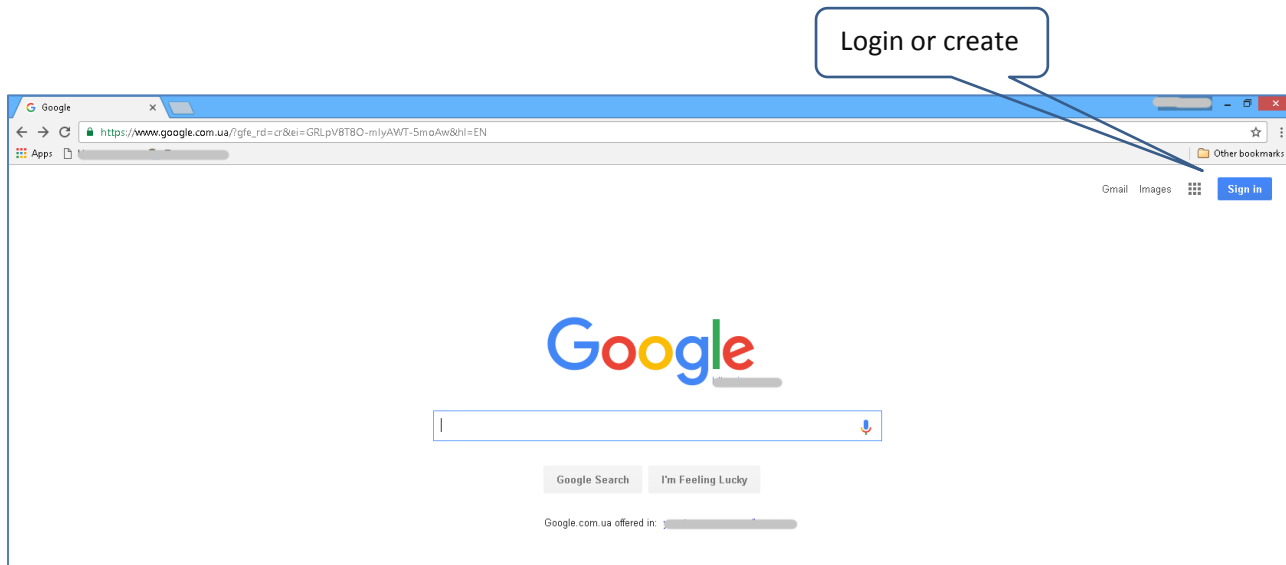 Login or create
Google
https://www.google.com.ua/?gfe_rd=cr&ei=GRLpV8T8O-mIyAWT-5moAw&hl=EN
Apps
Other bookmarks
Gmail Images Sign in
Google
Google Search I'm Feeling Lucky
Google.com.ua offered in: